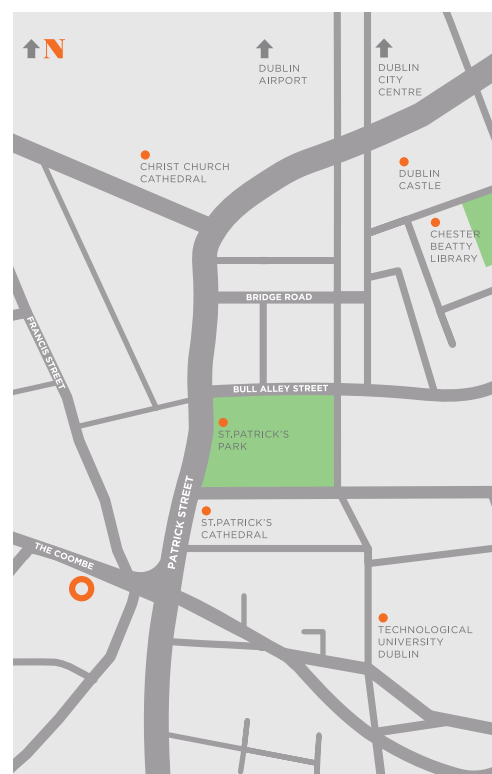 N
DUBLIN
AIRPORT
DUBLIN
CITY
CENTRE
CHRIST CHURCH
CATHEDRAL
DUBLIN
CASTLE
CHESTER
BEATTY
LIBRARY
BRIDGE ROAD
FRANCIS STREET
BULL ALLEY STREET
ST.PATRICK'S
PARK
PATRICK STREET
ST.PATRICK'S
CATHEDRAL
THE COOMBE
TECHNOLOGICAL
UNIVERSITY
DUBLIN